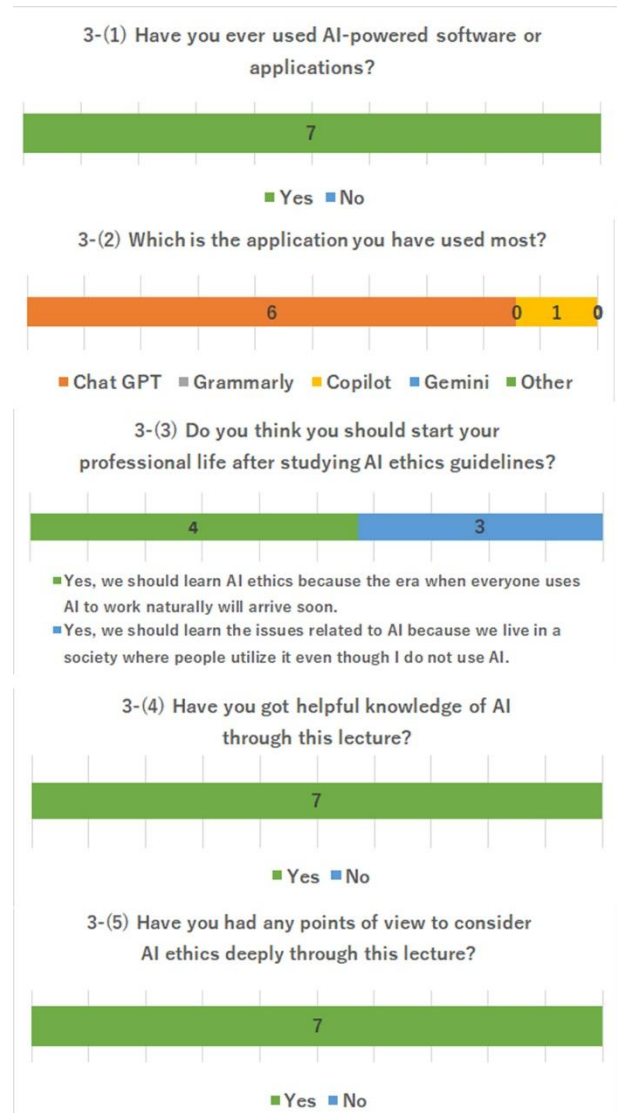 3-(1) Have you ever used AI-powered software or
applications?
7
Yes No
3-(2) Which is the application you have used most?
6 0 1 0
Chat GPT Grammarly Copilot Gemini Other
3-(3) Do you think you should start your
professional life after studying AI ethics guidelines?
4 3
Yes, we should learn AI ethics because the era when everyone uses
AI to work naturally will arrive soon.
Yes, we should learn the issues related to AI because we live in a
society where people utilize it even though I do not use AI.
3-(4) Have you got helpful knowledge of AI
through this lecture?
7
Yes No
3-(5) Have you had any points of view to consider
AI ethics deeply through this lecture?
7
Yes No